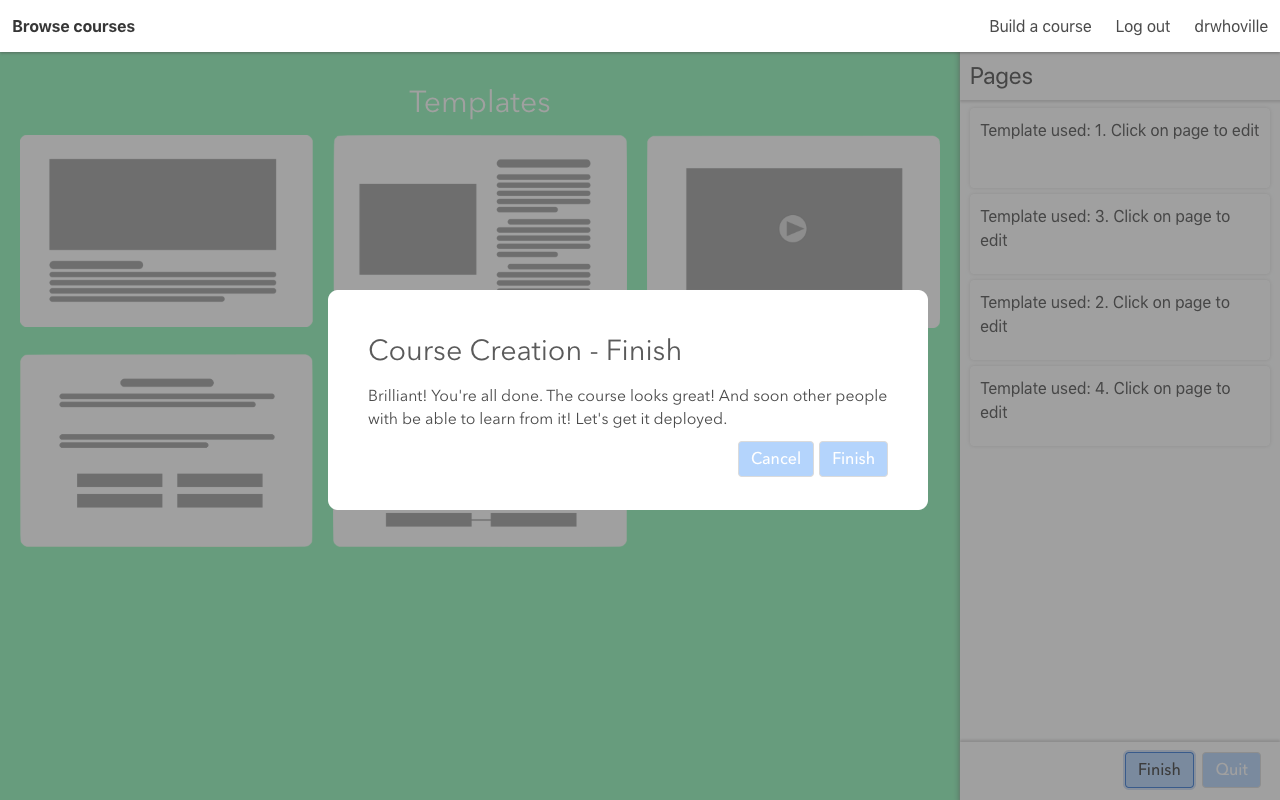 Browse courses
Build a course
Log out
drwhoville
Templates
Pages
Template used: 1. Click on page to edit
Template used: 3. Click on page to
edit
Template used: 2. Click on page to
edit
Template used: 4. Click on page to
edit
Course Creation - Finish
Brilliant! You're all done. The course looks great! And soon other people
with be able to learn from it! Let's get it deployed.
Cancel
Finish
Finish
Quit